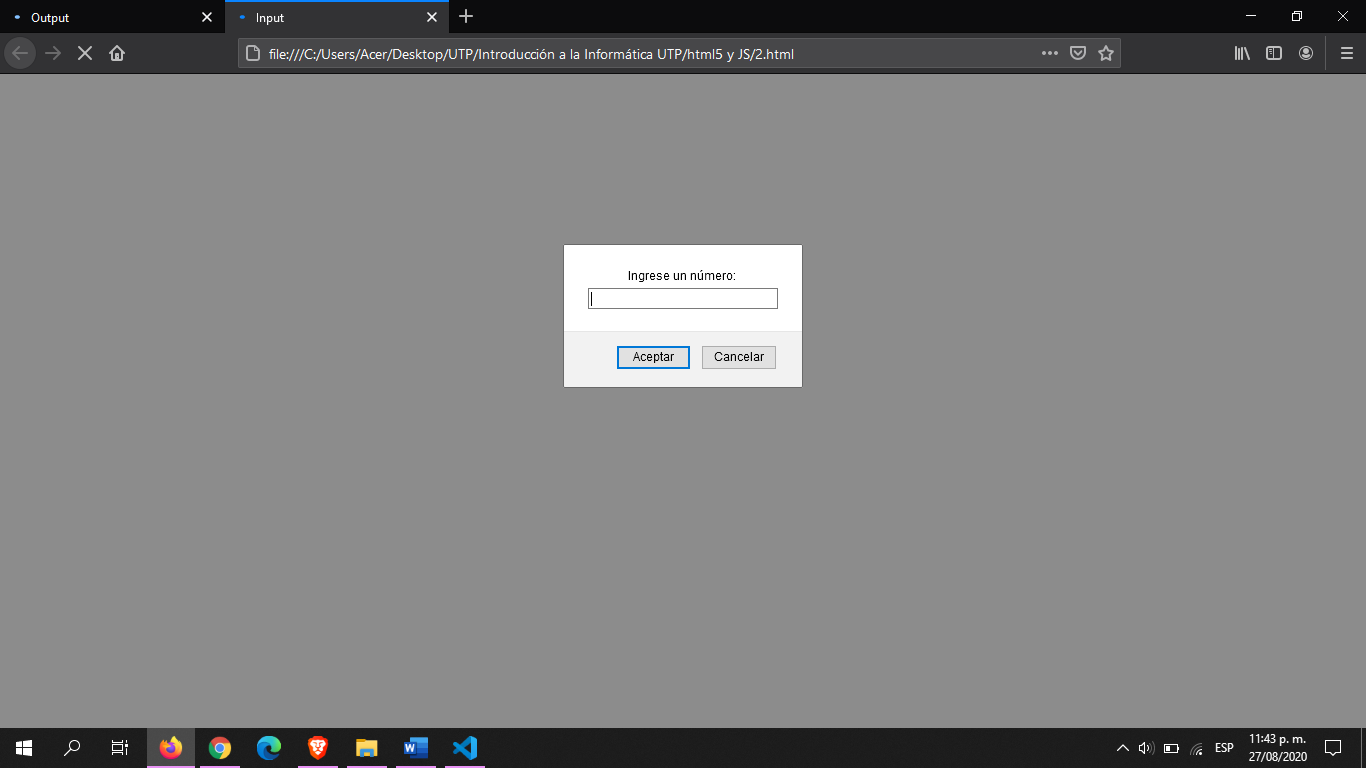 Output
Input
file:///C:/Users/Acer/Desktop/UTP/Introducción a la Informática UTP/html5 y JS/2.html
Ingrese un número:
Aceptar
Cancelar
ESP
11:43 p. m.
27/08/2020